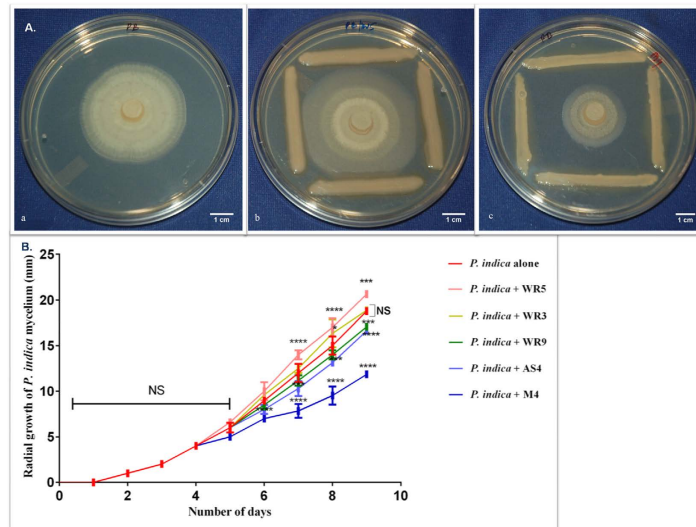 A.
a
1 cm
b
1 cm
c
1 cm
B.
Radial growth of P. indica mycelium (mm)
25
20
15
10
5
0
0
2
4
6
8
10
Number of days
NS
***
****
****
NS
***
****
****
****
****
P. indica alone
P. indica + WR5
P. indica + WR3
P. indica + WR9
P. indica + AS4
P. indica + M4